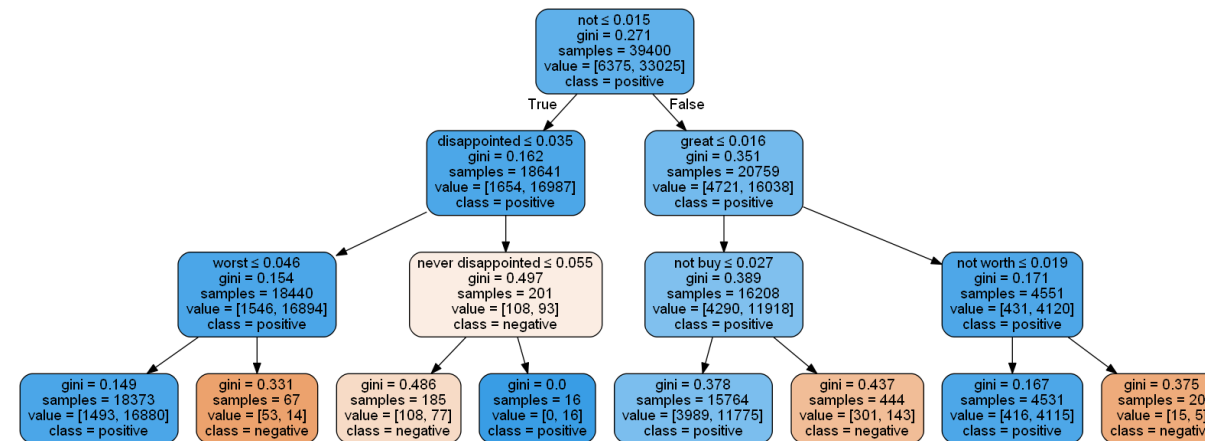 not ≤ 0.015
gini = 0.271
samples = 39400
value = [6375, 33025]
class = positive
True
False
disappointed ≤ 0.035
gini = 0.162
samples = 18641
value = [1654, 16987]
class = positive
great ≤ 0.016
gini = 0.351
samples = 20759
value = [4721, 16038]
class = positive
worst ≤ 0.046
gini = 0.154
samples = 18440
value = [1546, 16894]
class = positive
never disappointed ≤ 0.055
gini = 0.497
samples = 201
value = [108, 93]
class = negative
not buy ≤ 0.027
gini = 0.389
samples = 16208
value = [4290, 11918]
class = positive
not worth ≤ 0.019
gini = 0.171
samples = 4551
value = [431, 4120]
class = positive
gini = 0.149
samples = 18373
value = [1493, 16880]
class = positive
gini = 0.331
samples = 67
value = [53, 14]
class = negative
gini = 0.486
samples = 185
value = [108, 77]
class = negative
gini = 0.0
samples = 16
value = [0, 16]
class = positive
gini = 0.378
samples = 15764
value = [3989, 11775]
class = positive
gini = 0.437
samples = 444
value = [301, 143]
class = negative
gini = 0.167
samples = 4531
value = [416, 4115]
class = positive
gini = 0.375
samples = 20
value = [15, 5]
class = negative